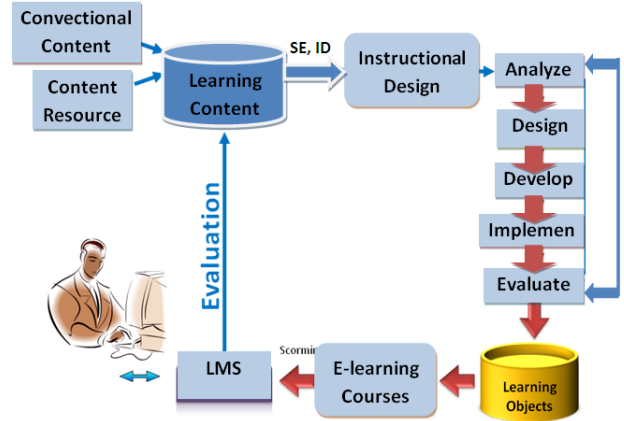 Convectional
Content
Content
Resource
Learning
Content
SE, ID
Instructional
Design
Analyze
Design
Develop
Implemen
Evaluate
Evaluation
LMS
Scormin
E-learning
Courses
Learning
Objects